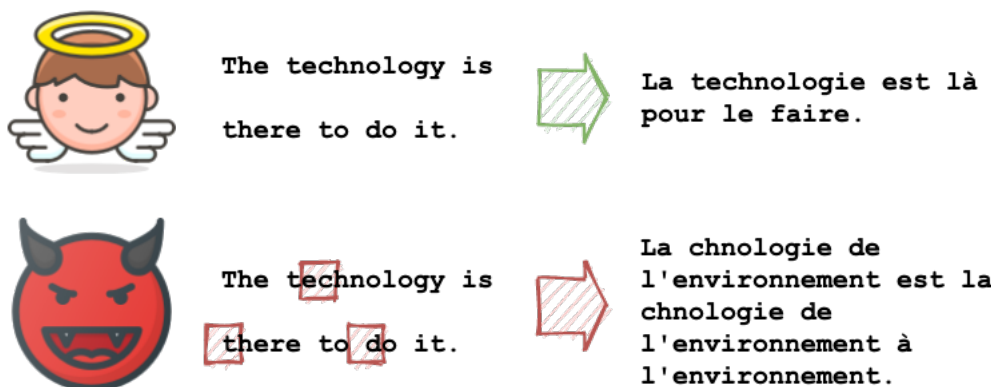 The technology is
there to do it.
La technologie est là
pour le faire.
The technology is
there to do it.
La chnologie de
l'environnement est la
chnologie de
l'environnement à
l'environnement.